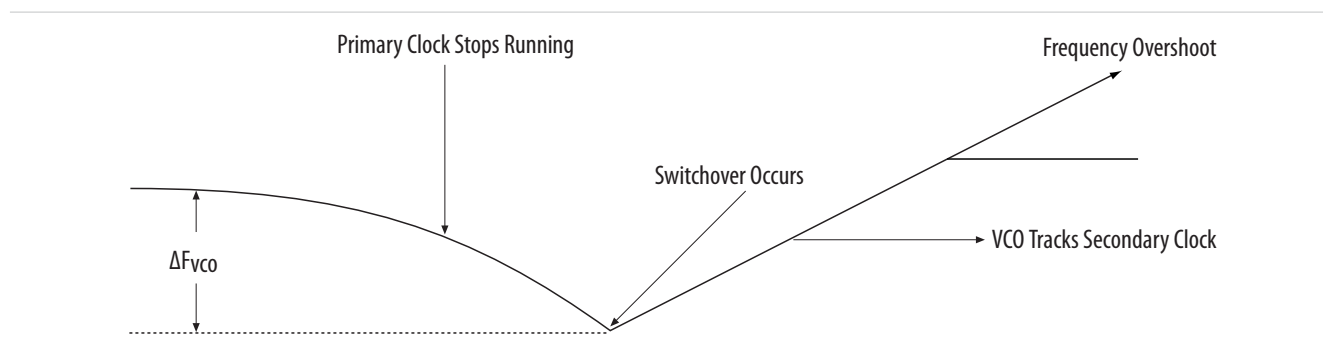 Primary Clock Stops Running
Frequency Overshoot
Switchover Occurs
VCO Tracks Secondary Clock
ΔFvco